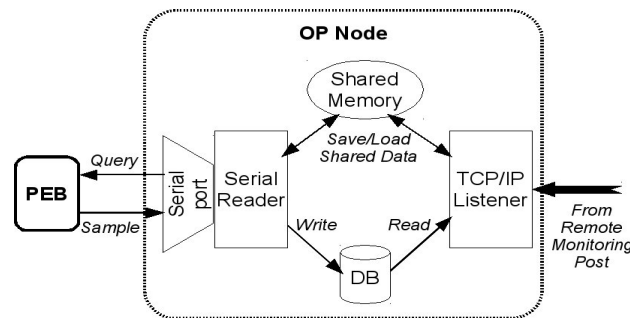 OP Node
Shared
Memory
Save/Load
Shared Data
Query
PEB
Sample
Serial
port
Serial
Reader
TCP/IP
Listener
Write
Read
DB
From
Remote
Monitoring
Post